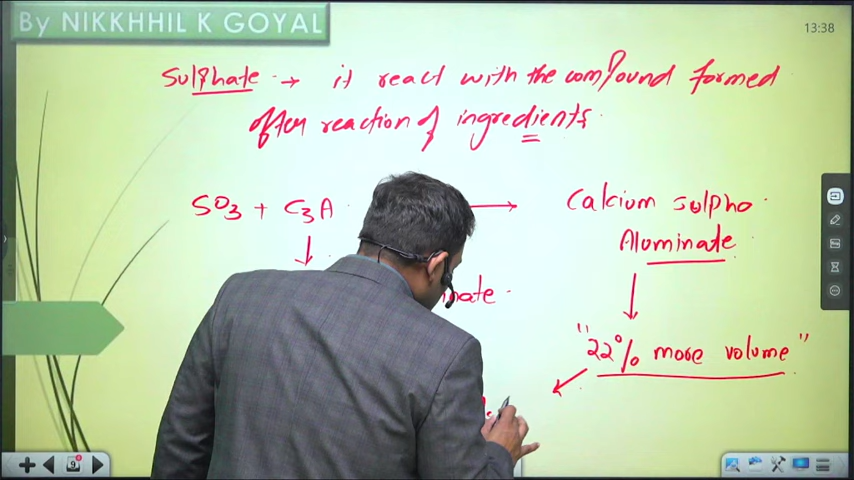 By NIKKHHIL K GOYAL
13:38
Sulphate → it react with the compound formed
after reaction of ingredients.
SO3 + C3A → Calcium sulpho
Aluminate
"22% more volume"
9